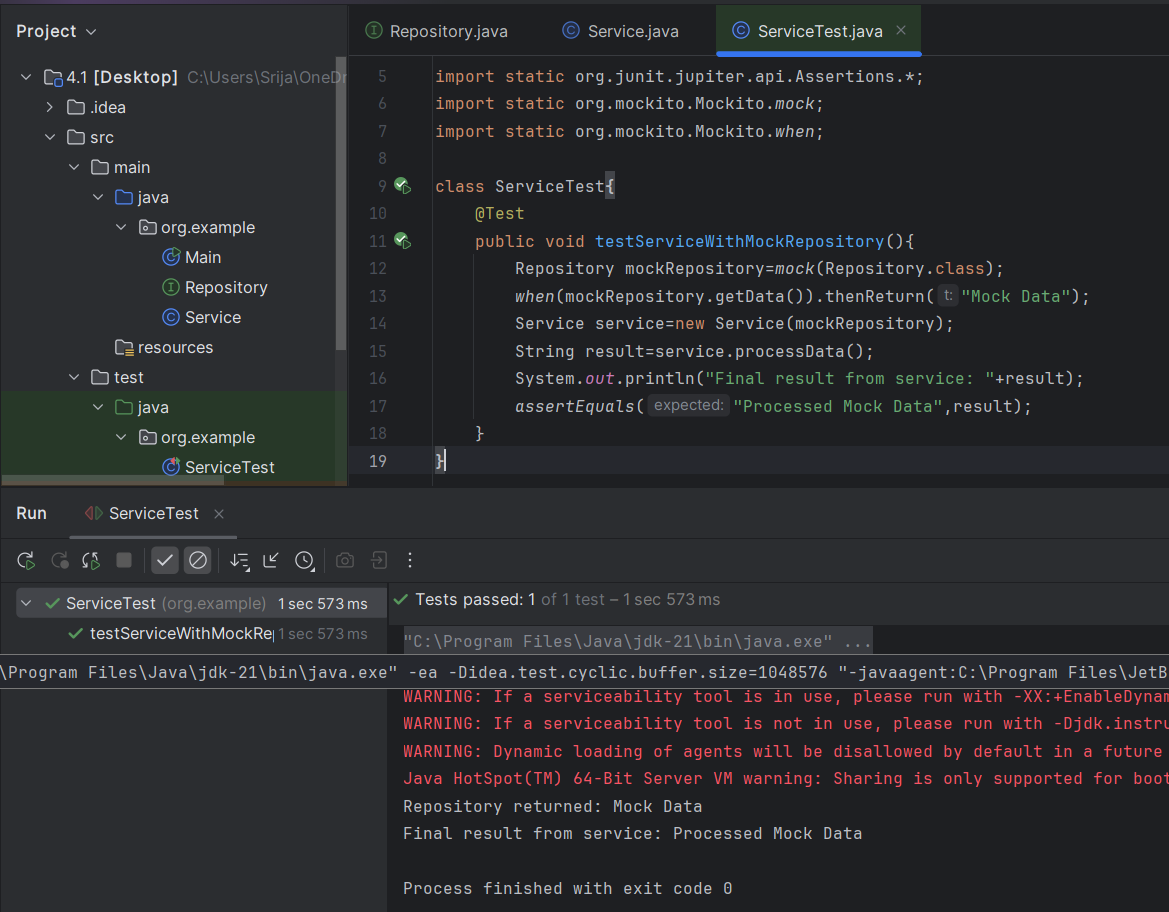 Project
Repository.java
Service.java
ServiceTest.java
4.1 [Desktop] C:\Users\Srija\OneDr
.idea
src
main
java
org.example
Main
Repository
Service
resources
test
java
org.example
ServiceTest
5 import static org.junit.jupiter.api.Assertions.*;
6 import static org.mockito.Mockito.mock;
7 import static org.mockito.Mockito.when;
8
9 class ServiceTest{
10 @Test
11 public void testServiceWithMockRepository(){
12 Repository mockRepository=mock(Repository.class);
13 when(mockRepository.getData()).thenReturn( t: "Mock Data");
14 Service service=new Service(mockRepository);
15 String result=service.processData();
16 System.out.println("Final result from service: "+result);
17 assertEquals( expected: "Processed Mock Data",result);
18 }
19 }
Run
ServiceTest
ServiceTest (org.example) 1 sec 573 ms
testServiceWithMockRe 1 sec 573 ms
Tests passed: 1 of 1 test – 1 sec 573 ms
"C:\Program Files\Java\jdk-21\bin\java.exe" ...
\Program Files\Java\jdk-21\bin\java.exe" -ea -Didea.test.cyclic.buffer.size=1048576 "-javaagent:C:\Program Files\JetB
WARNING: If a serviceability tool is in use, please run with -XX:+EnableDynam
WARNING: If a serviceability tool is not in use, please run with -Djdk.instru
WARNING: Dynamic loading of agents will be disallowed by default in a future
Java HotSpot(TM) 64-Bit Server VM warning: Sharing is only supported for boot
Repository returned: Mock Data
Final result from service: Processed Mock Data
Process finished with exit code 0